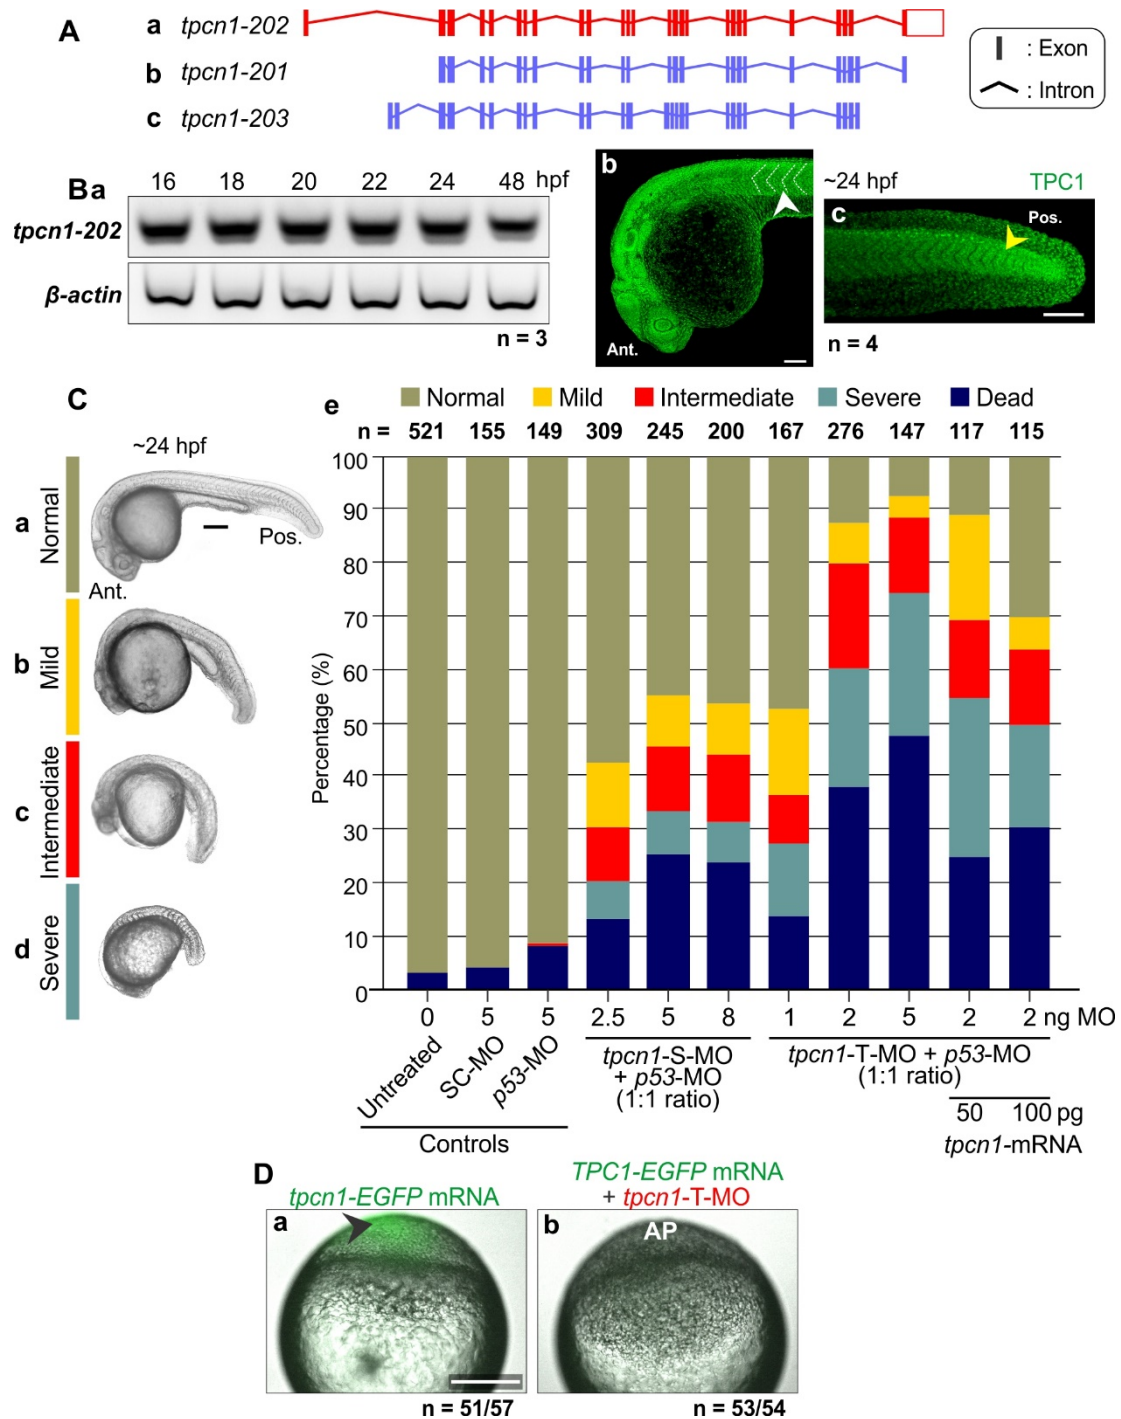 A
a tpcn1-202
b tpcn1-201
c tpcn1-203
: Exon
: Intron
B a
16 18 20 22 24 48 hpf
tpcn1-202
β-actin
n = 3
b
Ant.
~24 hpf TPC1
c
Pos.
n = 4
C
~24 hpf
a Normal
Pos.
Ant.
b Mild
c Intermediate
d Severe
e
Normal Mild Intermediate Severe Dead
n = 521 155 149 309 245 200 167 276 147 117 115
100
90
80
70
60
50
40
30
20
10
0
Percentage (%)
0 5 5 2.5 5 8 1 2 5 2 2 ng MO
Untreated
SC-MO
p53-MO
Controls
tpcn1-S-MO
+ p53-MO
(1:1 ratio)
tpcn1-T-MO + p53-MO
(1:1 ratio)
50 100 pg
tpcn1-mRNA
D
tpcn1-EGFP mRNA
a
n = 51/57
TPC1-EGFP mRNA
+ tpcn1-T-MO
b
AP
n = 53/54